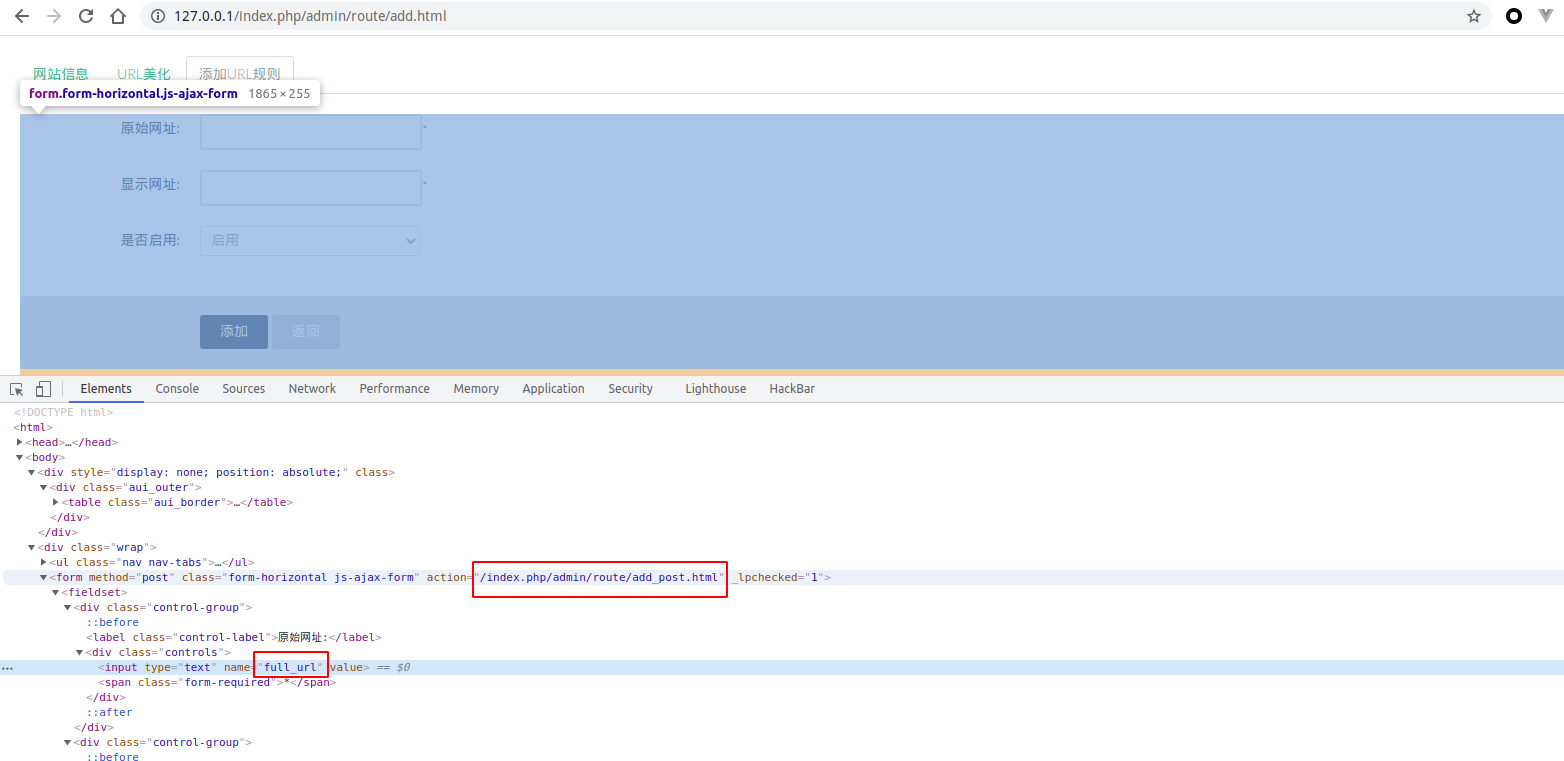 127.0.0.1/index.php/admin/route/add.html
网站信息 URL美化 添加URL规则
form.form-horizontal.js-ajax-form 1865 × 255
原始网址: *
显示网址: *
是否启用: 启用
添加 返回
Elements Console Sources Network Performance Memory Application Security Lighthouse HackBar
<!DOCTYPE html>
<html>
<head>…</head>
<body>
<div style="display: none; position: absolute;" class>
<div class="aui_outer">
<table class="aui_border">…</table>
</div>
</div>
<div class="wrap">
<ul class="nav nav-tabs">…</ul>
<form method="post" class="form-horizontal js-ajax-form" action="/index.php/admin/route/add_post.html" _lpchecked="1">
<fieldset>
<div class="control-group">
::before
<label class="control-label">原始网址:</label>
<div class="controls">
… <input type="text" name="full_url" value> == $0
<span class="form-required">*</span>
</div>
::after
</div>
<div class="control-group">
::before